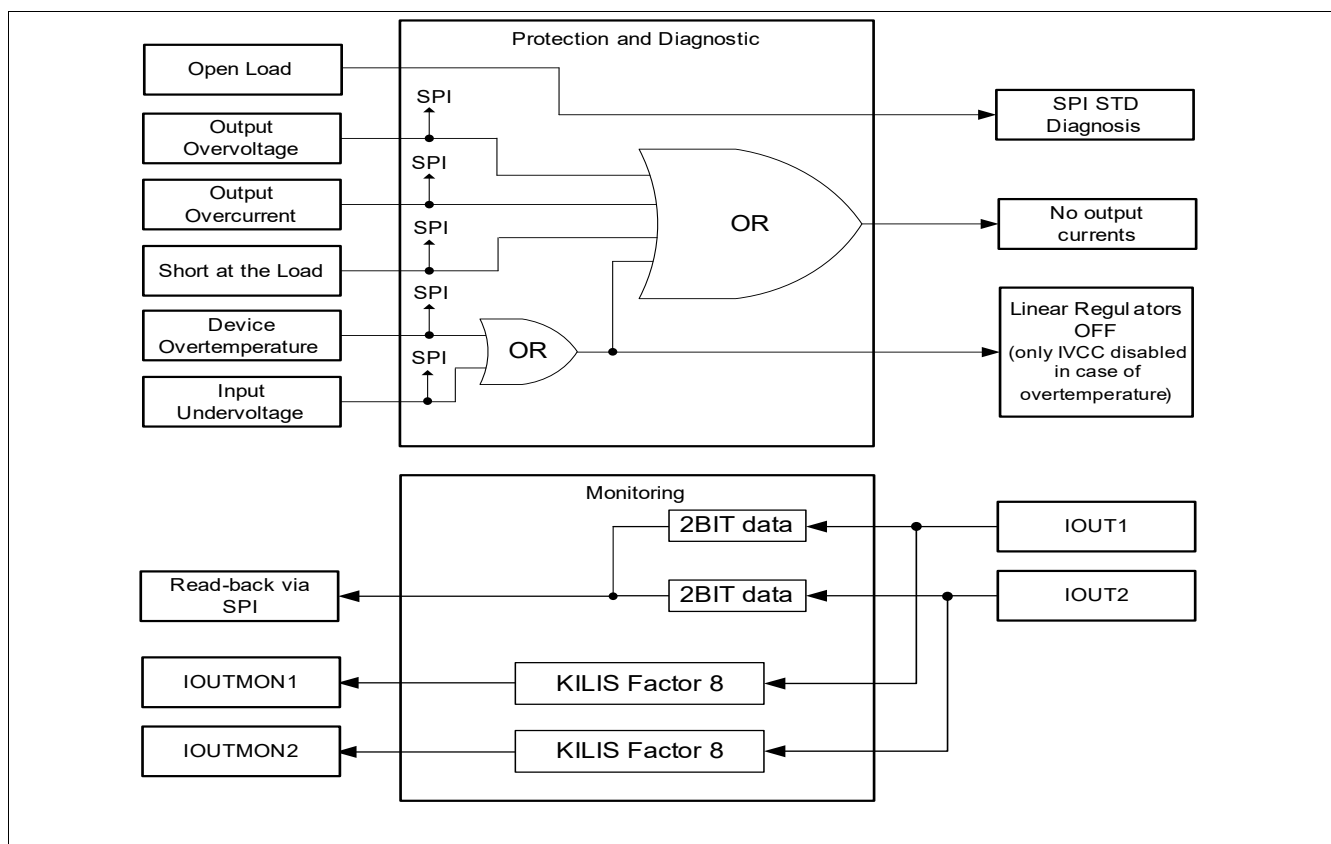 Protection and Diagnostic
Open Load
SPI
SPI STD
Diagnosis
Output
Overvoltage
SPI
Output
Overcurrent
OR
No output
currents
SPI
Short at the Load
SPI
Device
Overtemperature
OR
Linear Regulators
OFF
(only IVCC disabled
in case of
overtemperature)
SPI
Input
Undervoltage
Monitoring
2BIT data
IOUT1
Read-back via
SPI
2BIT data
IOUT2
IOUTMON1
KILIS Factor 8
IOUTMON2
KILIS Factor 8